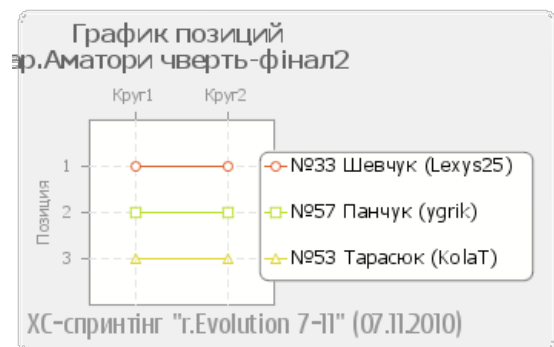 График позиций
гр.Аматори чверть-фінал2
Круг1 Круг2
Позиция
1
2
3
№33 Шевчук (Lexys25)
№57 Панчук (ygrik)
№53 Тарасюк (KolaT)
XC-спринтінг "г.Evolution 7-11" (07.11.2010)